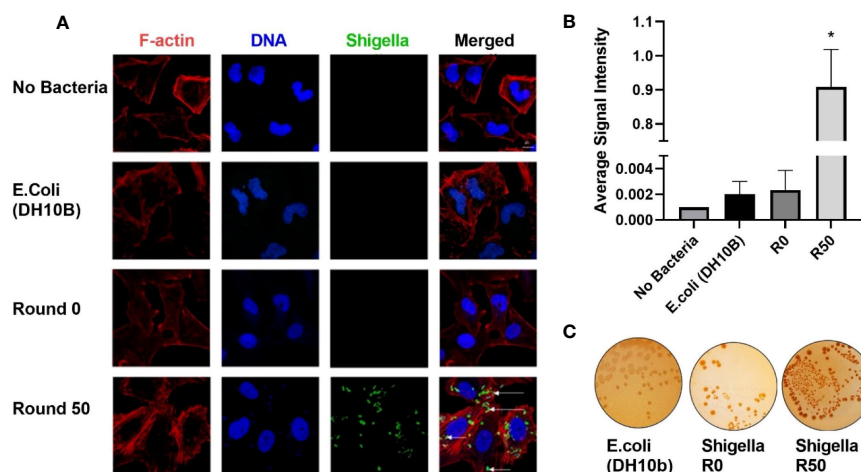 A
F-actin DNA Shigella Merged
No Bacteria
E.Coli
(DH10B)
Round 0
Round 50
B
Average Signal Intensity
1.1
1.0
0.9
0.8
0.7
0.004
0.002
0.000
*
No Bacteria
E.coli (DH10B)
R0
R50
C
E.coli
(DH10b)
Shigella
R0
Shigella
R50